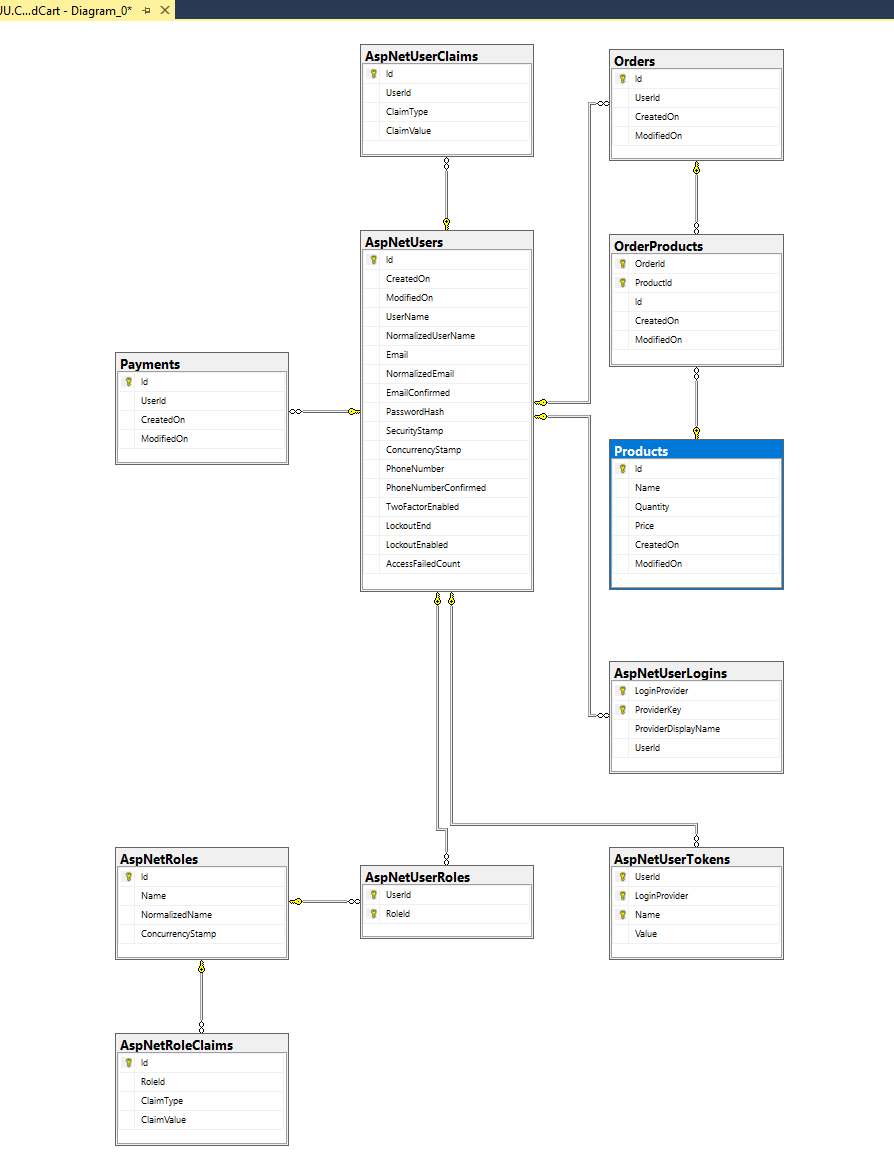 JU.C...dCart - Diagram_0*
AspNetUserClaims
Id
UserId
ClaimType
ClaimValue
Orders
Id
UserId
CreatedOn
ModifiedOn
AspNetUsers
Id
CreatedOn
ModifiedOn
UserName
NormalizedUserName
Email
NormalizedEmail
EmailConfirmed
PasswordHash
SecurityStamp
ConcurrencyStamp
PhoneNumber
PhoneNumberConfirmed
TwoFactorEnabled
LockoutEnd
LockoutEnabled
AccessFailedCount
OrderProducts
OrderId
ProductId
Id
CreatedOn
ModifiedOn
Payments
Id
UserId
CreatedOn
ModifiedOn
Products
Id
Name
Quantity
Price
CreatedOn
ModifiedOn
AspNetUserLogins
LoginProvider
ProviderKey
ProviderDisplayName
UserId
AspNetRoles
Id
Name
NormalizedName
ConcurrencyStamp
AspNetUserRoles
UserId
RoleId
AspNetUserTokens
UserId
LoginProvider
Name
Value
AspNetRoleClaims
Id
RoleId
ClaimType
ClaimValue